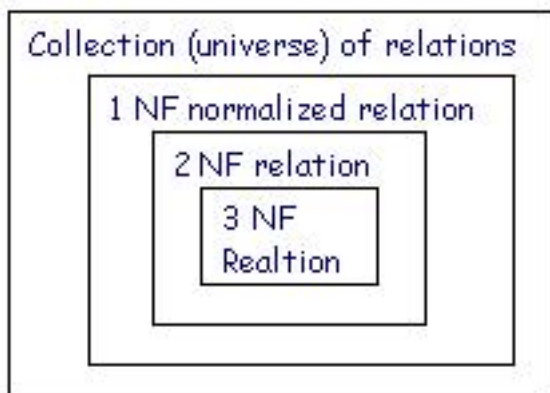 Collection (universe) of relations
1 NF normalized relation
2 NF relation
3 NF
Realtion